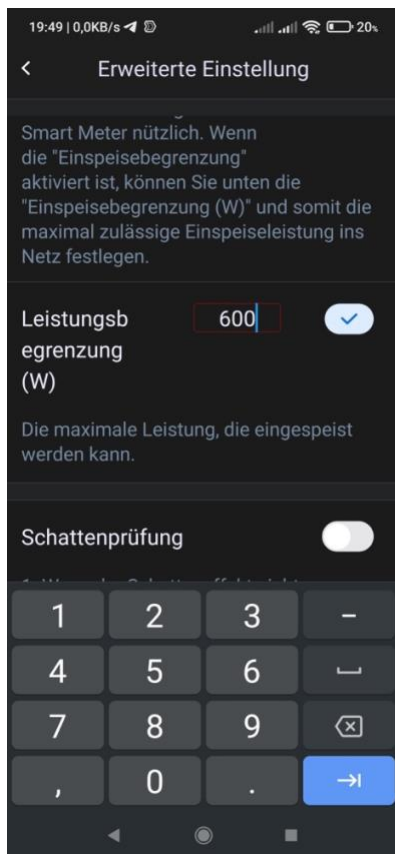 19:49 | 0,0KB/s
20%
Erweiterte Einstellung
Smart Meter nützlich. Wenn
die "Einspeisebegrenzung"
aktiviert ist, können Sie unten die
"Einspeisebegrenzung (W)" und somit die
maximal zulässige Einspeiseleistung ins
Netz festlegen.
Leistungsb
egrenzung
(W)
600
Die maximale Leistung, die eingespeist
werden kann.
Schattenprüfung
1 2 3 –
4 5 6
7 8 9
, 0 .